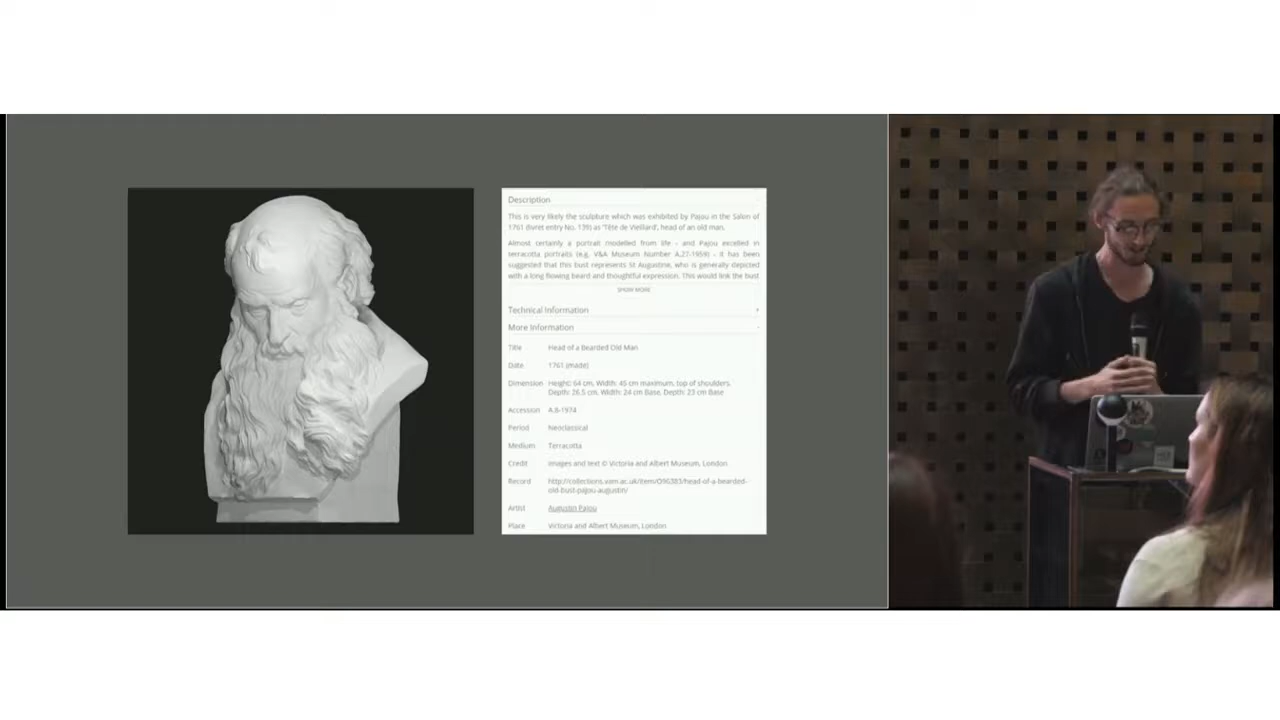 Description
This is very likely the sculpture which was exhibited by Pajou in the Salon of
1761 (livret entry No. 139) as 'Tête de Vieillard', head of an old man.
Almost certainly a portrait modelled from life - and Pajou excelled in
terracotta portraits (e.g. V&A Museum Number A.27-1959) - it has been
suggested that this bust represents St Augustine, who is generally depicted
with a long flowing beard and thoughtful expression. This would link the bust
SHOW MORE
Technical Information +
More Information -
Title Head of a Bearded Old Man
Date 1761 (made)
Dimension Height: 64 cm, Width: 45 cm maximum, top of shoulders,
Depth: 26.5 cm, Width: 24 cm Base, Depth: 23 cm Base
Accession A.8-1974
Period Neoclassical
Medium Terracotta
Credit images and text © Victoria and Albert Museum, London
Record http://collections.vam.ac.uk/item/O96383/head-of-a-bearded-
old-bust-pajou-augustin/
Artist Augustin Pajou
Place Victoria and Albert Museum, London